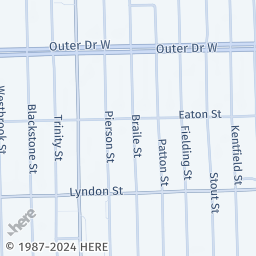 Outer Dr W
Outer Dr W
Eaton St
Westbrook St
Blackstone St
Trinity St
Pierson St
Braile St
Patton St
Fielding St
Stout St
Kentfield St
Lyndon St
here
© 1987-2024 HERE